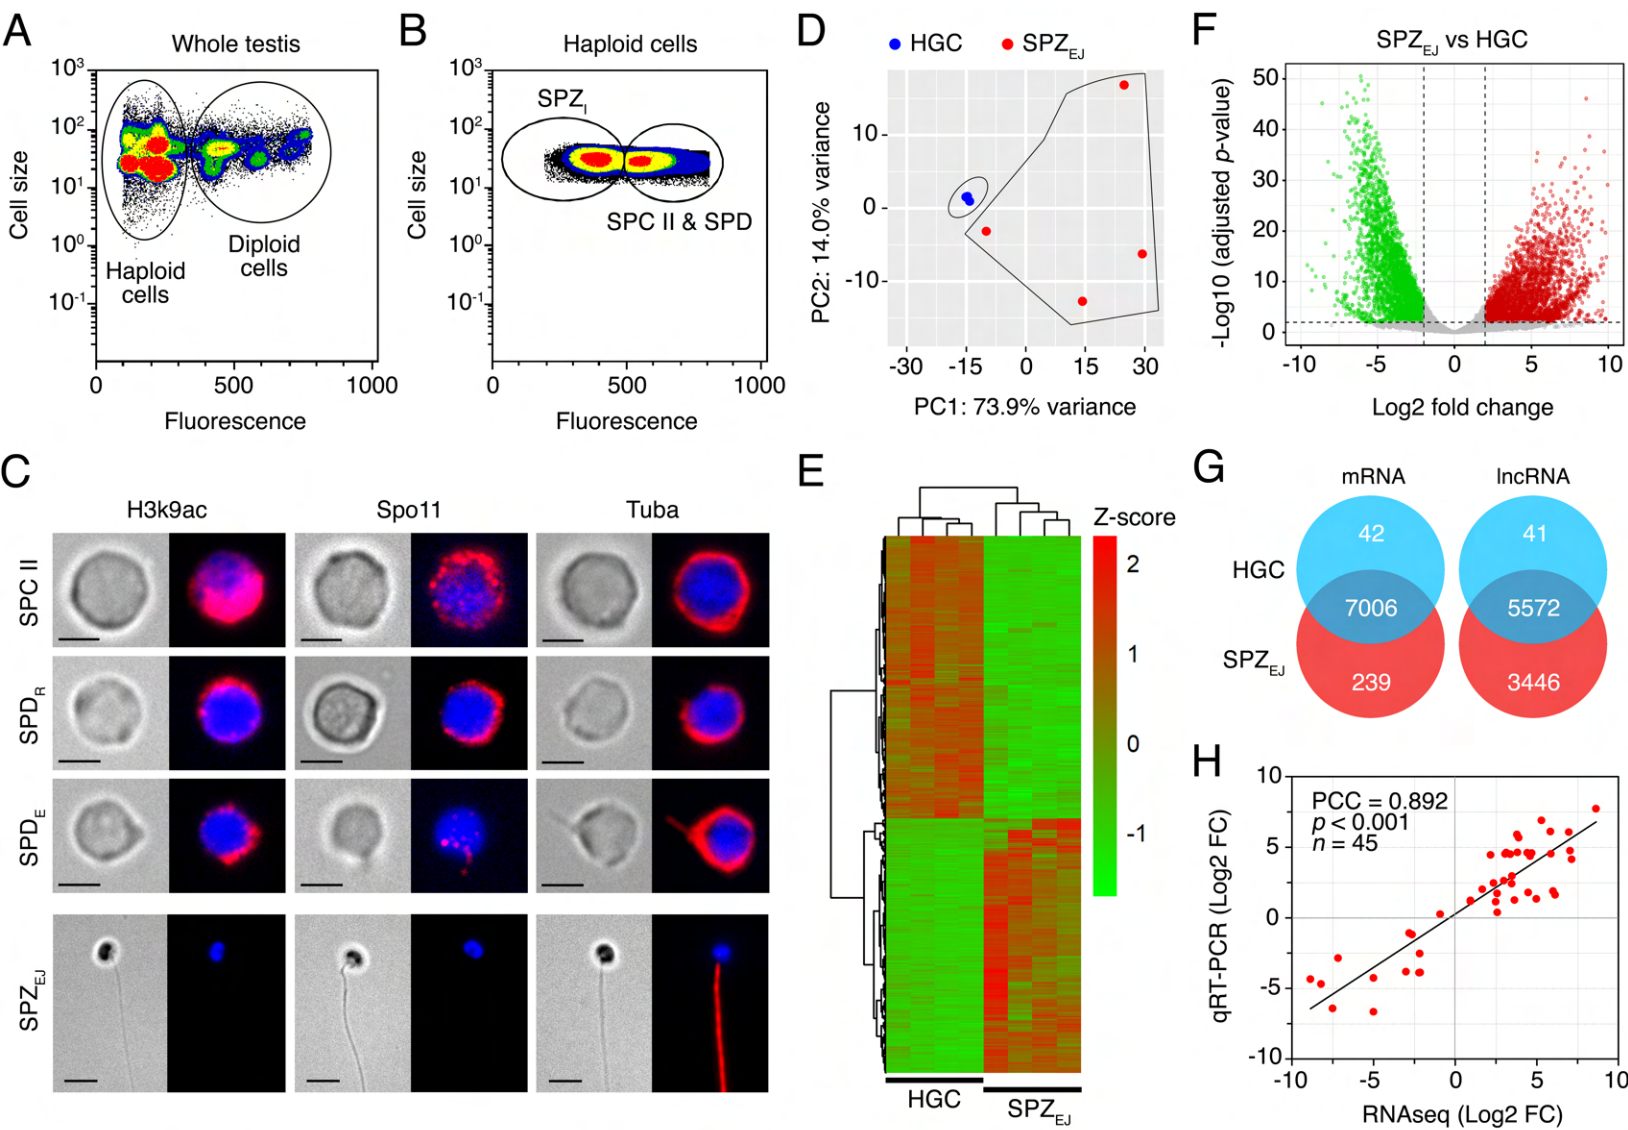 A
Whole testis
10³
10²
10¹
10⁰
10⁻¹
Cell size
Haploid
cells
Diploid
cells
0
500
1000
Fluorescence
B
Haploid cells
10³
10²
10¹
10⁰
10⁻¹
Cell size
SPZI
SPC II & SPD
0
500
1000
Fluorescence
C
H3k9ac
Spo11
Tuba
SPC II
SPDR
SPDE
SPZEJ
D
HGC
SPZEJ
PC2: 14.0% variance
10
0
-10
-30
-15
0
15
30
PC1: 73.9% variance
E
Z-score
2
1
0
-1
HGC
SPZEJ
F
SPZEJ vs HGC
-Log10 (adjusted p-value)
50
40
30
20
10
0
-10
-5
0
5
10
Log2 fold change
G
mRNA
lncRNA
HGC
SPZEJ
42
7006
239
41
5572
3446
H
PCC = 0.892
p < 0.001
n = 45
qRT-PCR (Log2 FC)
10
5
0
-5
-10
-10
-5
0
5
10
RNAseq (Log2 FC)